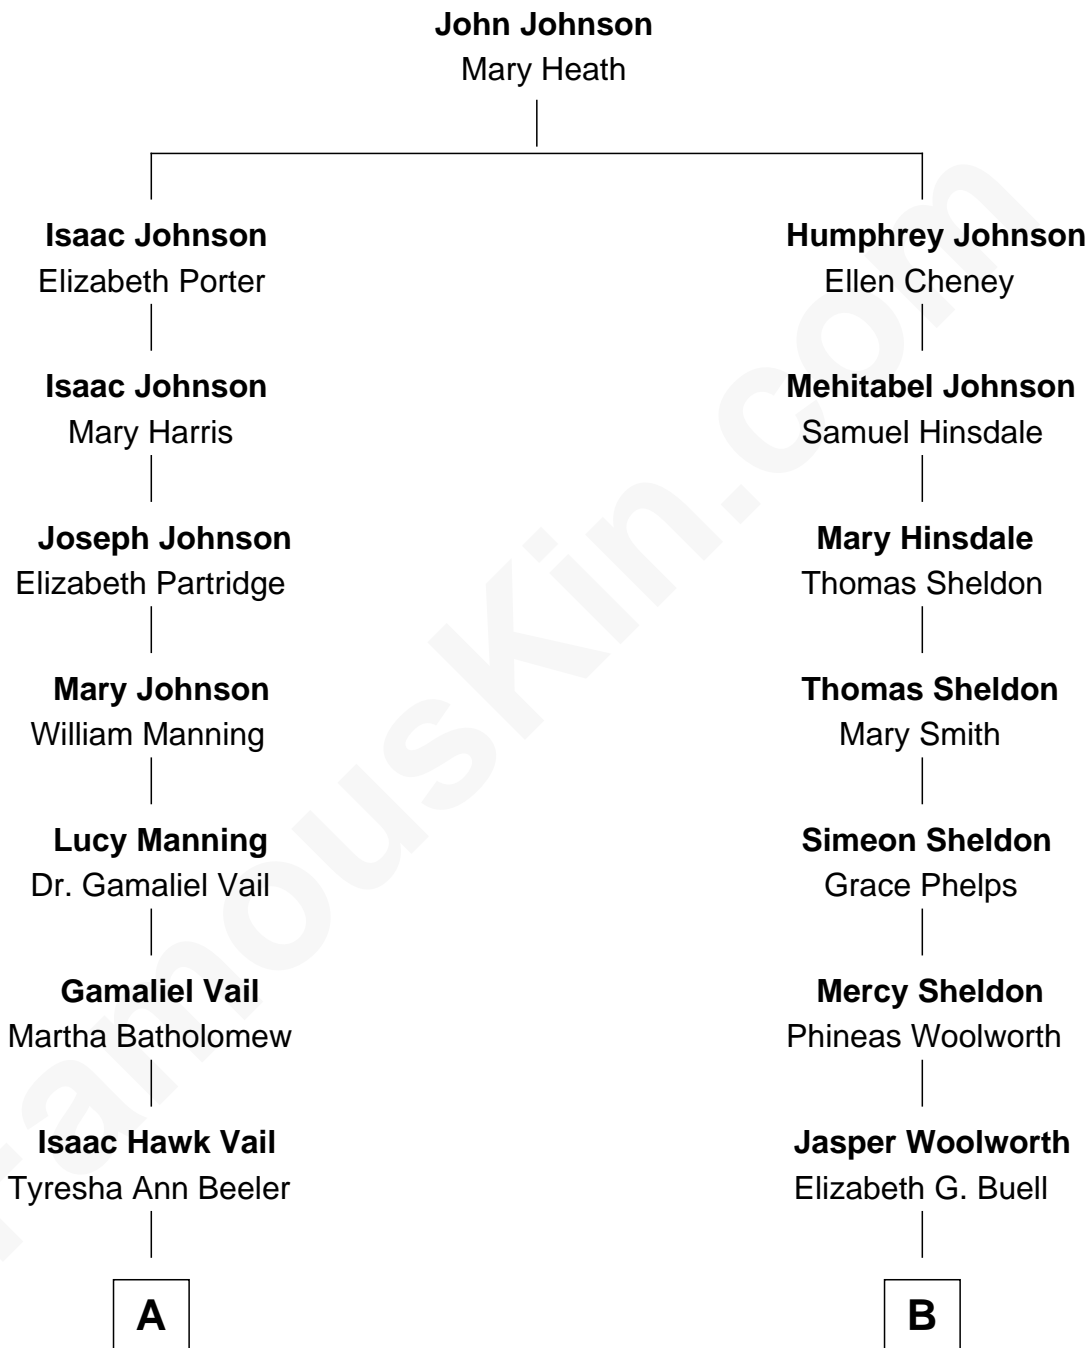 John Johnson
Mary Heath
Isaac Johnson
Elizabeth Porter
Isaac Johnson
Mary Harris
Joseph Johnson
Elizabeth Partridge
Mary Johnson
William Manning
Lucy Manning
Dr. Gamaliel Vail
Gamaliel Vail
Martha Batholomew
Isaac Hawk Vail
Tyresha Ann Beeler
A
Humphrey Johnson
Ellen Cheney
Mehitabel Johnson
Samuel Hinsdale
Mary Hinsdale
Thomas Sheldon
Thomas Sheldon
Mary Smith
Simeon Sheldon
Grace Phelps
Mercy Sheldon
Phineas Woolworth
Jasper Woolworth
Elizabeth G. Buell
B
FamousKin.com